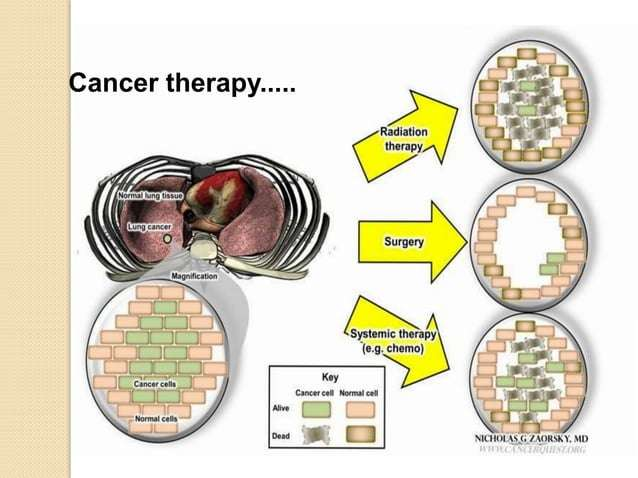 Cancer therapy.....
Normal lung tissue
Lung cancer
Magnification
Cancer cells
Normal cells
Radiation
therapy
Surgery
Systemic therapy
(e.g. chemo)
Key
Cancer cell Normal cell
Alive
Dead
NICHOLAS G ZAORSKY, MD
WWW.CANCERQUEST.ORG